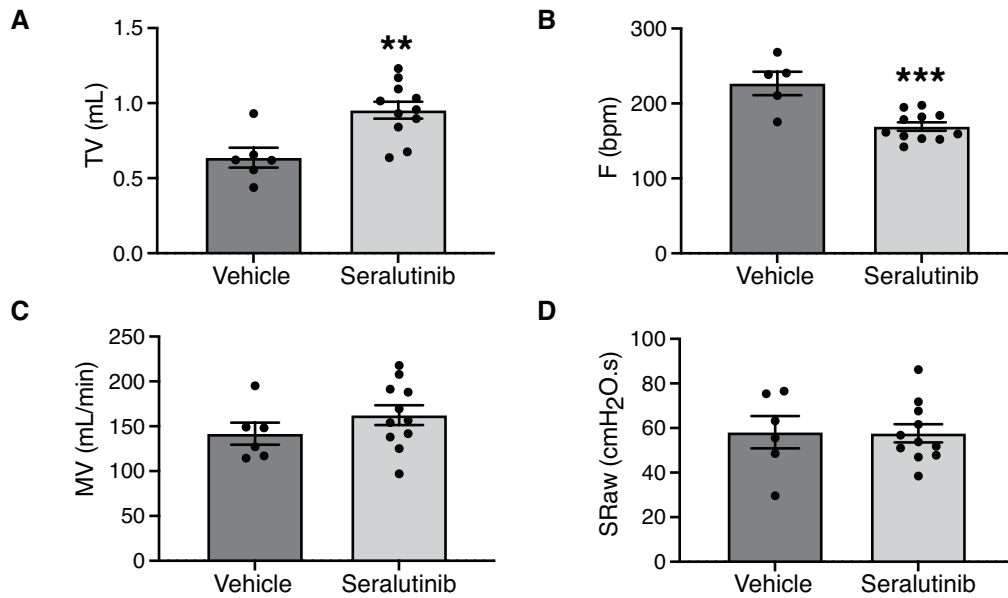 A
TV (mL)
1.5
1.0
0.5
0.0
**
Vehicle Seralutinib
B
F (bpm)
300
200
100
0
***
Vehicle Seralutinib
C
MV (mL/min)
250
200
150
100
50
0
Vehicle Seralutinib
D
SRaw (cmH₂O.s)
100
80
60
40
20
0
Vehicle Seralutinib